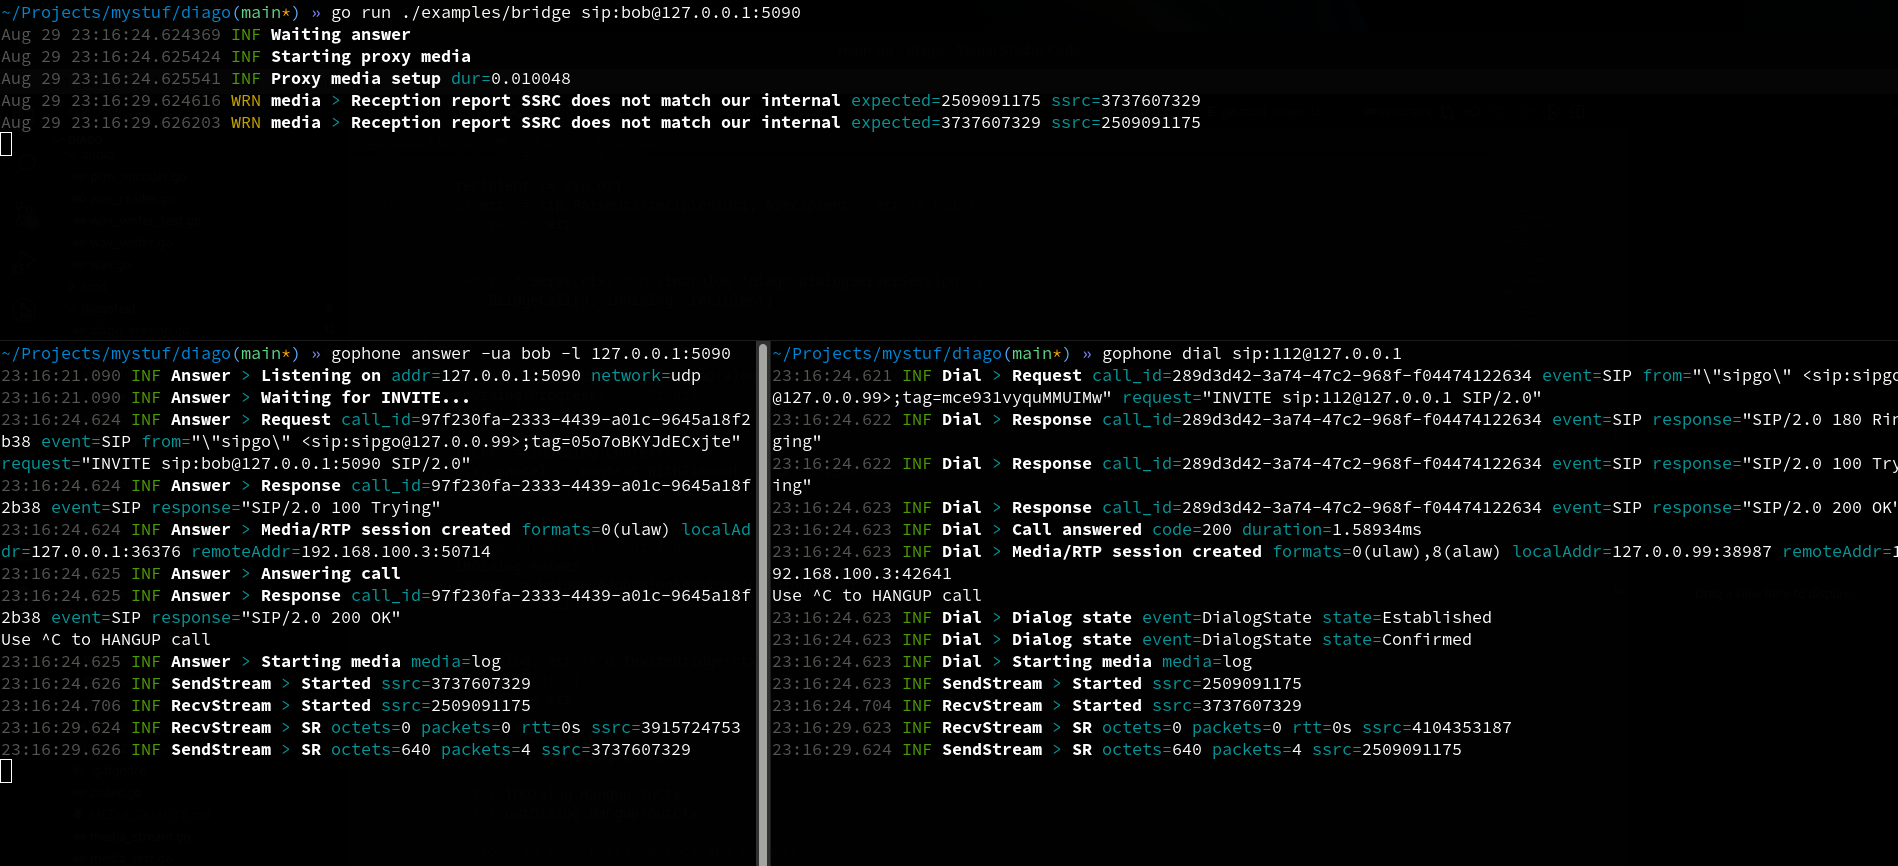 ~/Projects/mystuf/diago(main*) » go run ./examples/bridge sip:bob@127.0.0.1:5090
Aug 29 23:16:24.624369 INF Waiting answer
Aug 29 23:16:24.625424 INF Starting proxy media
Aug 29 23:16:24.625541 INF Proxy media setup dur=0.010048
Aug 29 23:16:29.624616 WRN media > Reception report SSRC does not match our internal expected=2509091175 ssrc=3737607329
Aug 29 23:16:29.626203 WRN media > Reception report SSRC does not match our internal expected=3737607329 ssrc=2509091175
~/Projects/mystuf/diago(main*) » gophone answer -ua bob -l 127.0.0.1:5090
23:16:21.090 INF Answer > Listening on addr=127.0.0.1:5090 network=udp
23:16:21.090 INF Answer > Waiting for INVITE...
23:16:24.624 INF Answer > Request call_id=97f230fa-2333-4439-a01c-9645a18f2
b38 event=SIP from="\"sipgo\" <sip:sipgo@127.0.0.99>;tag=05o7oBKYJdECxjte"
request="INVITE sip:bob@127.0.0.1:5090 SIP/2.0"
23:16:24.624 INF Answer > Response call_id=97f230fa-2333-4439-a01c-9645a18f
2b38 event=SIP response="SIP/2.0 100 Trying"
23:16:24.624 INF Answer > Media/RTP session created formats=0(ulaw) localAd
dr=127.0.0.1:36376 remoteAddr=192.168.100.3:50714
23:16:24.625 INF Answer > Answering call
23:16:24.625 INF Answer > Response call_id=97f230fa-2333-4439-a01c-9645a18f
2b38 event=SIP response="SIP/2.0 200 OK"
Use ^C to HANGUP call
23:16:24.625 INF Answer > Starting media media=log
23:16:24.626 INF SendStream > Started ssrc=3737607329
23:16:24.706 INF RecvStream > Started ssrc=2509091175
23:16:29.624 INF RecvStream > SR octets=0 packets=0 rtt=0s ssrc=3915724753
23:16:29.626 INF SendStream > SR octets=640 packets=4 ssrc=3737607329
~/Projects/mystuf/diago(main*) » gophone dial sip:112@127.0.0.1
23:16:24.621 INF Dial > Request call_id=289d3d42-3a74-47c2-968f-f04474122634 event=SIP from="\"sipgo\" <sip:sipgo
@127.0.0.99>;tag=mce931vyquMMUIMw" request="INVITE sip:112@127.0.0.1 SIP/2.0"
23:16:24.622 INF Dial > Response call_id=289d3d42-3a74-47c2-968f-f04474122634 event=SIP response="SIP/2.0 180 Rin
ging"
23:16:24.622 INF Dial > Response call_id=289d3d42-3a74-47c2-968f-f04474122634 event=SIP response="SIP/2.0 100 Try
ing"
23:16:24.623 INF Dial > Response call_id=289d3d42-3a74-47c2-968f-f04474122634 event=SIP response="SIP/2.0 200 OK"
23:16:24.623 INF Dial > Call answered code=200 duration=1.58934ms
23:16:24.623 INF Dial > Media/RTP session created formats=0(ulaw),8(alaw) localAddr=127.0.0.99:38987 remoteAddr=1
92.168.100.3:42641
Use ^C to HANGUP call
23:16:24.623 INF Dial > Dialog state event=DialogState state=Established
23:16:24.623 INF Dial > Dialog state event=DialogState state=Confirmed
23:16:24.623 INF Dial > Starting media media=log
23:16:24.623 INF SendStream > Started ssrc=2509091175
23:16:24.704 INF RecvStream > Started ssrc=3737607329
23:16:29.623 INF RecvStream > SR octets=0 packets=0 rtt=0s ssrc=4104353187
23:16:29.624 INF SendStream > SR octets=640 packets=4 ssrc=2509091175